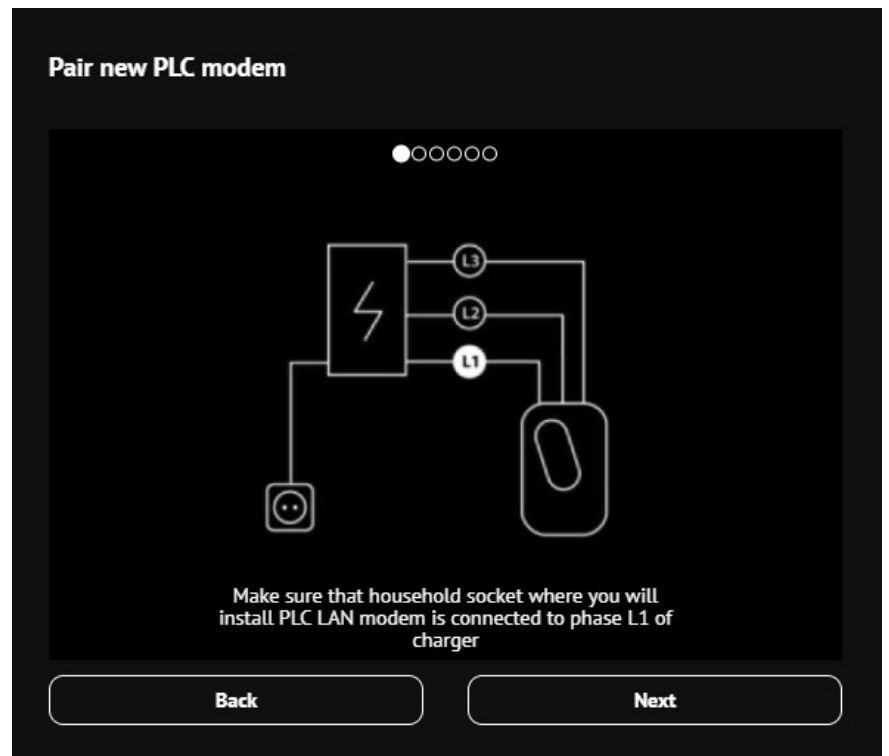 Pair new PLC modem
L3
L2
L1
Make sure that household socket where you will
install PLC LAN modem is connected to phase L1 of
charger
Back
Next